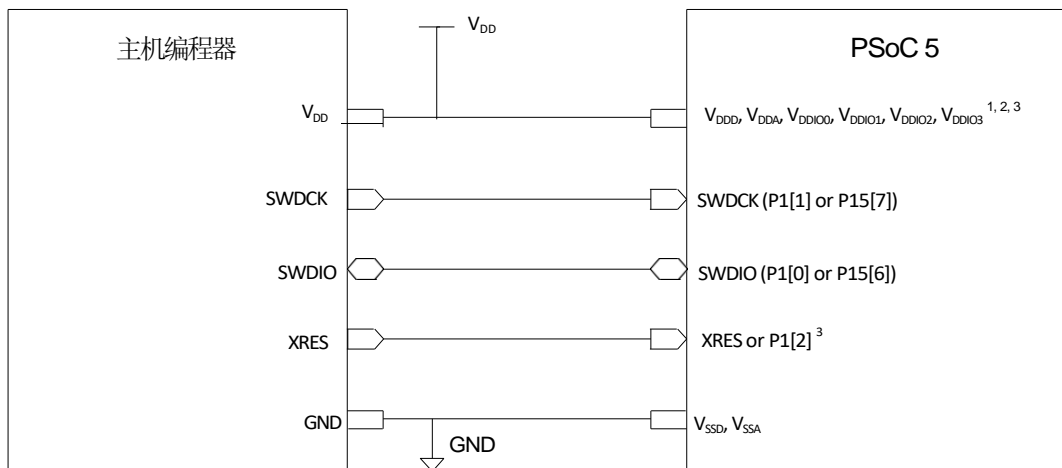 V_DD
主机编程器
PSoC 5
V_DD
V_DDD, V_DDA, V_DDIO0, V_DDIO1, V_DDIO2, V_DDIO3 1, 2, 3
SWDCK
SWDCK (P1[1] or P15[7])
SWDIO
SWDIO (P1[0] or P15[6])
XRES
XRES or P1[2] 3
GND
V_SSD, V_SSA
GND